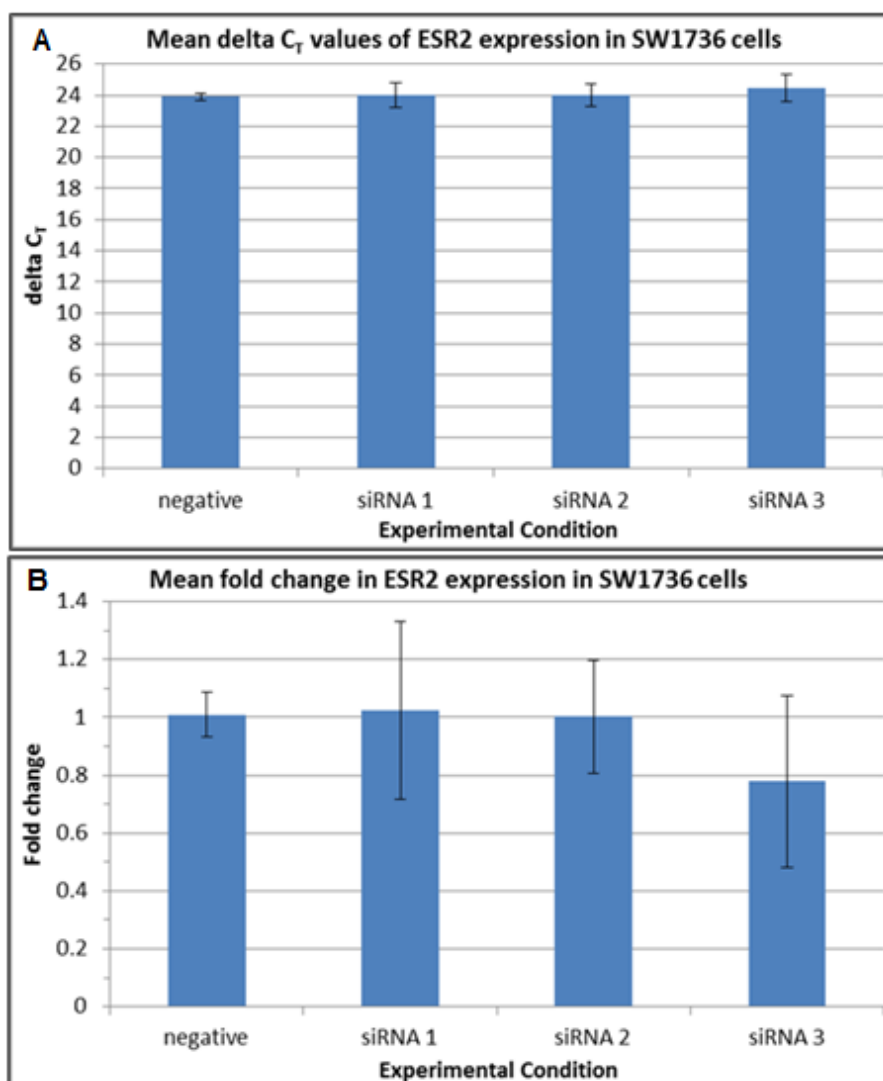 A
Mean delta CT values of ESR2 expression in SW1736 cells
26
24
22
20
18
16
14
12
10
8
6
4
2
0
delta CT
negative siRNA 1 siRNA 2 siRNA 3
Experimental Condition
B
Mean fold change in ESR2 expression in SW1736 cells
1.4
1.2
1
0.8
0.6
0.4
0.2
0
Fold change
negative siRNA 1 siRNA 2 siRNA 3
Experimental Condition